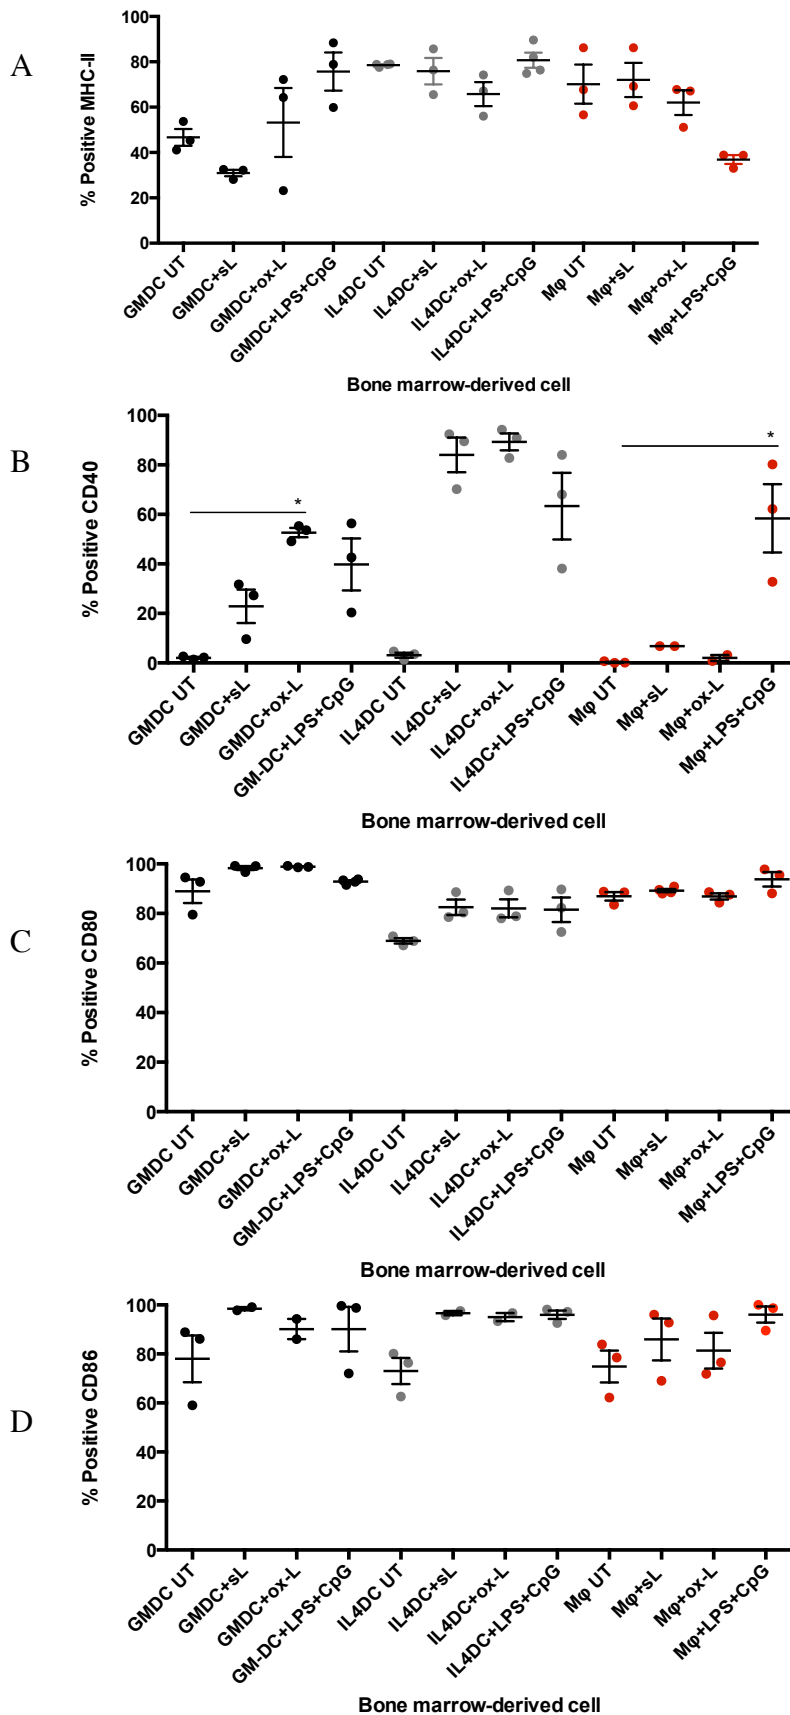 A
% Positive MHC-II
100
80
60
40
20
0
GMDC UT
GMDC+sL
GMDC+ox-L
GMDC+LPS+CpG
IL4DC UT
IL4DC+sL
IL4DC+ox-L
IL4DC+LPS+CpG
Mφ UT
Mφ+sL
Mφ+ox-L
Mφ+LPS+CpG
Bone marrow-derived cell
B
% Positive CD40
100
80
60
40
20
0
*
*
GMDC UT
GMDC+sL
GMDC+ox-L
GM-DC+LPS+CpG
IL4DC UT
IL4DC+sL
IL4DC+ox-L
IL4DC+LPS+CpG
Mφ UT
Mφ+sL
Mφ+ox-L
Mφ+LPS+CpG
Bone marrow-derived cell
C
% Positive CD80
100
80
60
40
20
0
GMDC UT
GMDC+sL
GMDC+ox-L
GM-DC+LPS+CpG
IL4DC UT
IL4DC+sL
IL4DC+ox-L
IL4DC+LPS+CpG
Mφ UT
Mφ+sL
Mφ+ox-L
Mφ+LPS+CpG
Bone marrow-derived cell
D
% Positive CD86
100
80
60
40
20
0
GMDC UT
GMDC+sL
GMDC+ox-L
GM-DC+LPS+CpG
IL4DC UT
IL4DC+sL
IL4DC+ox-L
IL4DC+LPS+CpG
Mφ UT
Mφ+sL
Mφ+ox-L
Mφ+LPS+CpG
Bone marrow-derived cell